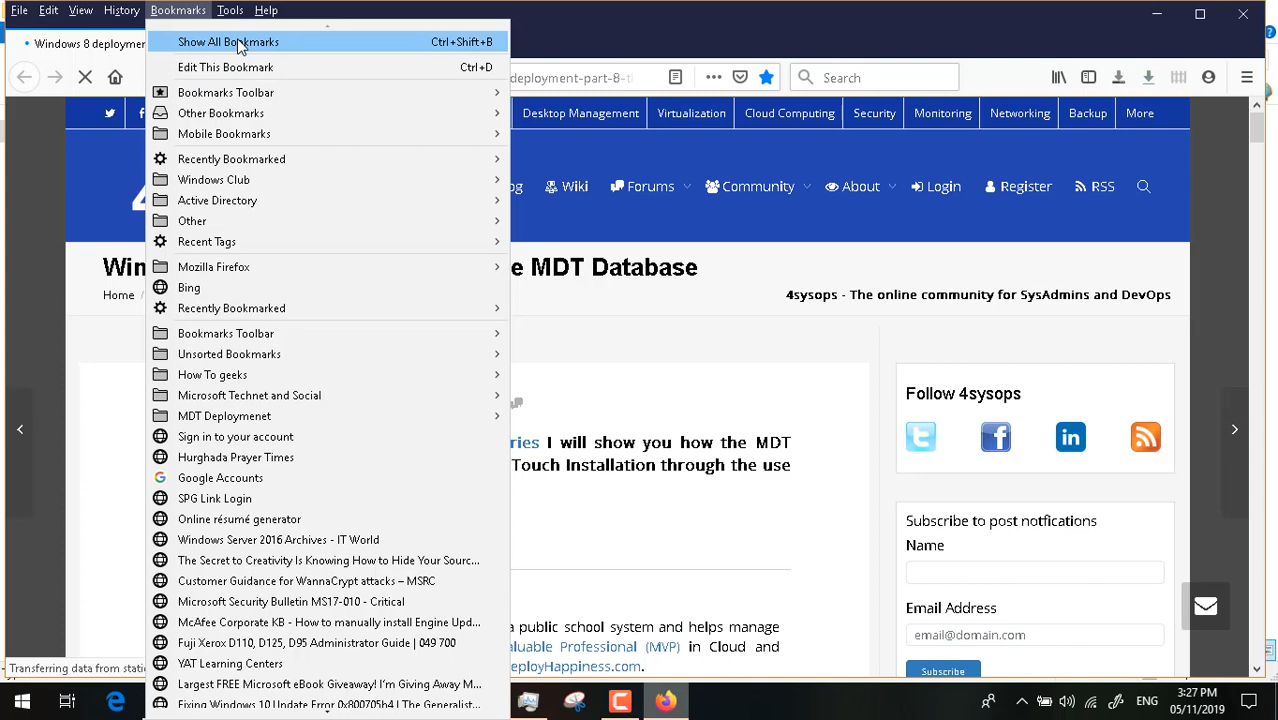 File Edit View History Bookmarks Tools Help
Show All Bookmarks Ctrl+Shift+B
Windows 8 deploymen
Edit This Bookmark Ctrl+D
deployment-part-8-t
Search
Bookmarks Toolbar
Other Bookmarks
Mobile Bookmarks
Desktop Management Virtualization Cloud Computing Security Monitoring Networking Backup More
Recently Bookmarked
Windows Club
Active Directory
Other
Recent Tags
Wiki Forums Community About Login Register RSS
Mozilla Firefox
Bing
Recently Bookmarked
Win
e MDT Database
Home /
4sysops - The online community for SysAdmins and DevOps
Bookmarks Toolbar
Unsorted Bookmarks
How To geeks
Microsoft Technet and Social
MDT Deploymenet
Sign in to your account
Hurghada Prayer Times
Google Accounts
SPG Link Login
Online résumé generator
Windows Server 2016 Archives - IT World
The Secret to Creativity Is Knowing How to Hide Your Sourc...
Customer Guidance for WannaCrypt attacks – MSRC
Microsoft Security Bulletin MS17-010 - Critical
McAfee Corporate KB - How to manually install Engine Upd...
Fuji Xerox D110, D125, D95 Administrator Guide | 049 700
YAT Learning Centers
Largest FREE Microsoft eBook Giveaway! I'm Giving Away M...
Fixing Windows 10 Update Error 0x800705b4 | The Generalist...
ries I will show you how the MDT
Touch Installation through the use
a public school system and helps manage
aluable Professional (MVP) in Cloud and
eployHappiness.com.
Follow 4sysops
Subscribe to post notfications
Name
Email Address
email@domain.com
Subscribe
Transferring data from stati
ENG
3:27 PM
05/11/2019